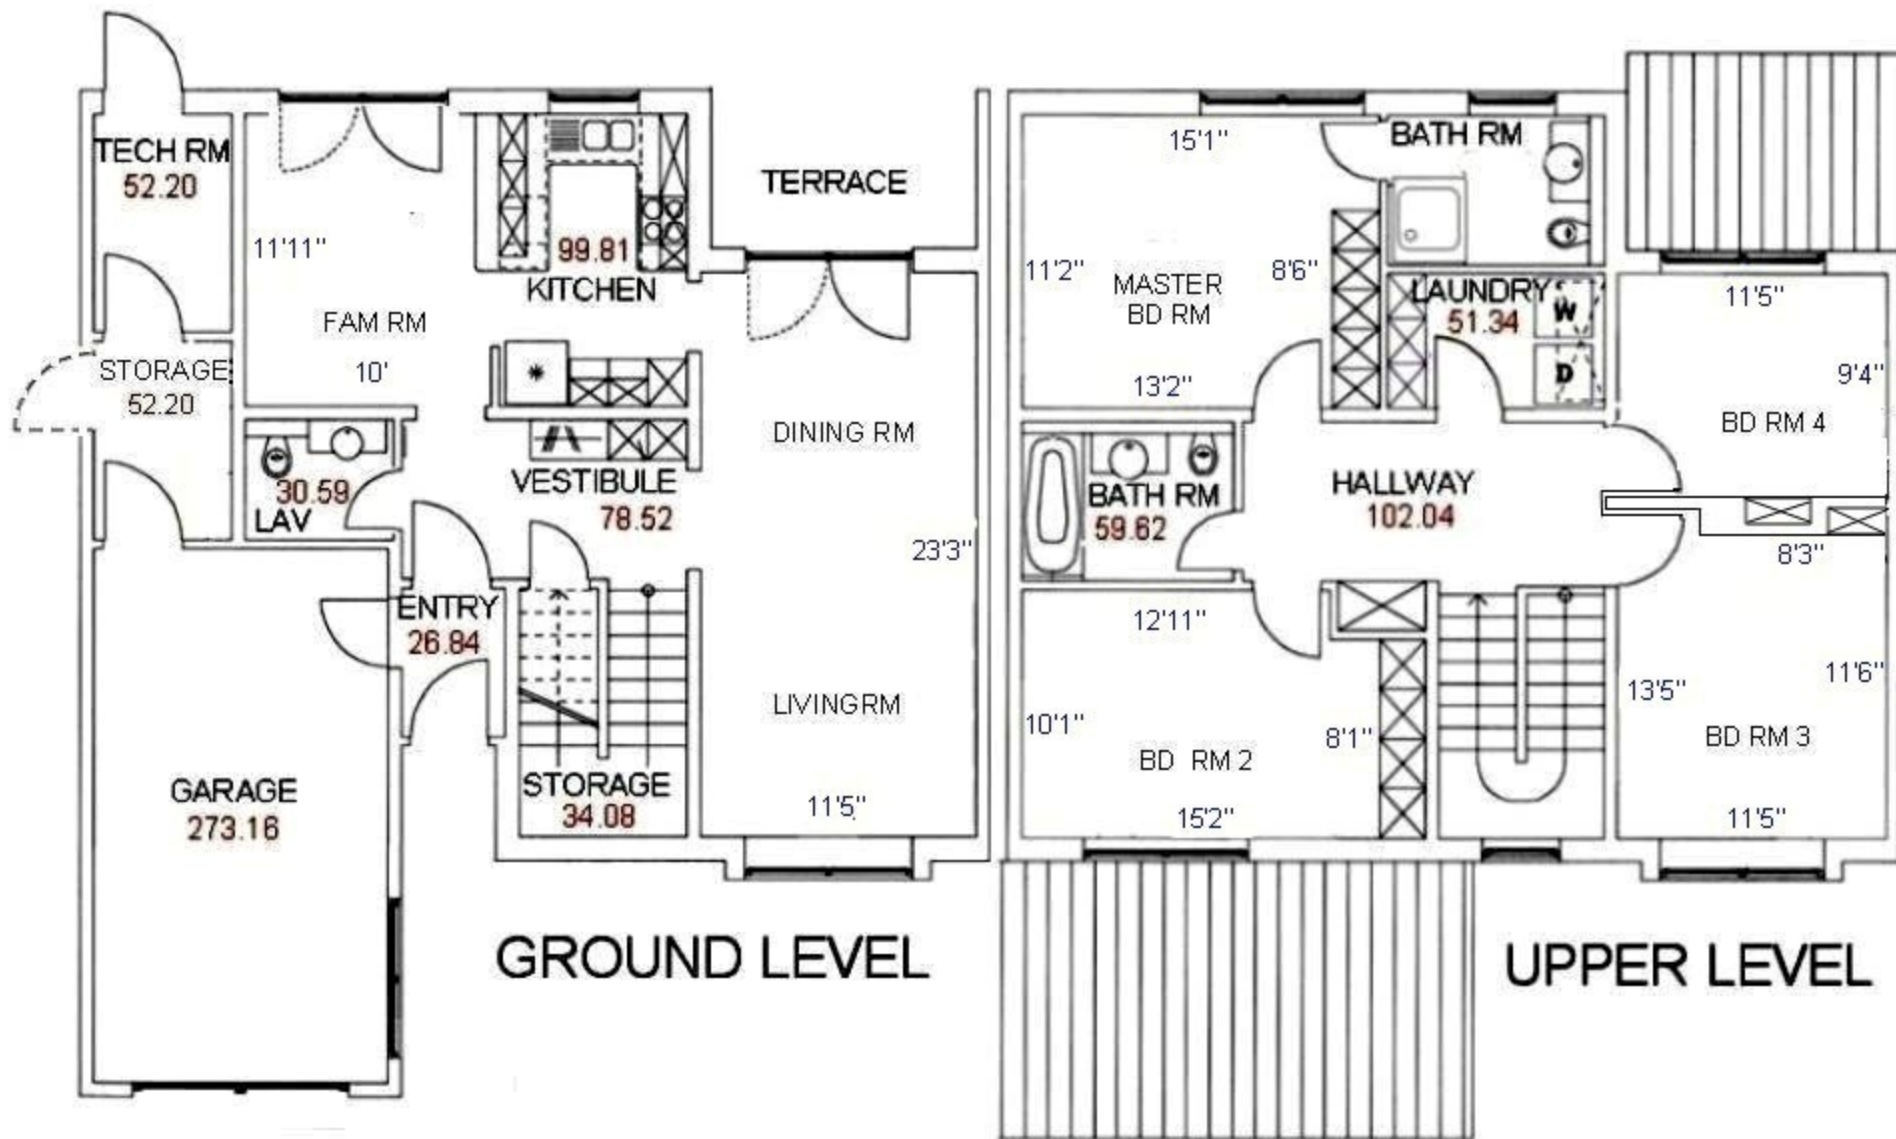 TECH RM
52.20
11'11"
FAM RM
10'
STORAGE
52.20
99.81
KITCHEN
TERRACE
DINING RM
30.59
LAV
VESTIBULE
78.52
23'3"
ENTRY
26.84
LIVING RM
GARAGE
273.16
STORAGE
34.08
11'5"
GROUND LEVEL
15'1"
BATH RM
11'2"
MASTER
BD RM
8'6"
13'2"
LAUNDRY
51.34
W
D
11'5"
9'4"
BD RM 4
BATH RM
59.62
HALLWAY
102.04
8'3"
12'11"
10'1"
BD RM 2
8'1"
15'2"
13'5"
11'6"
BD RM 3
11'5"
UPPER LEVEL